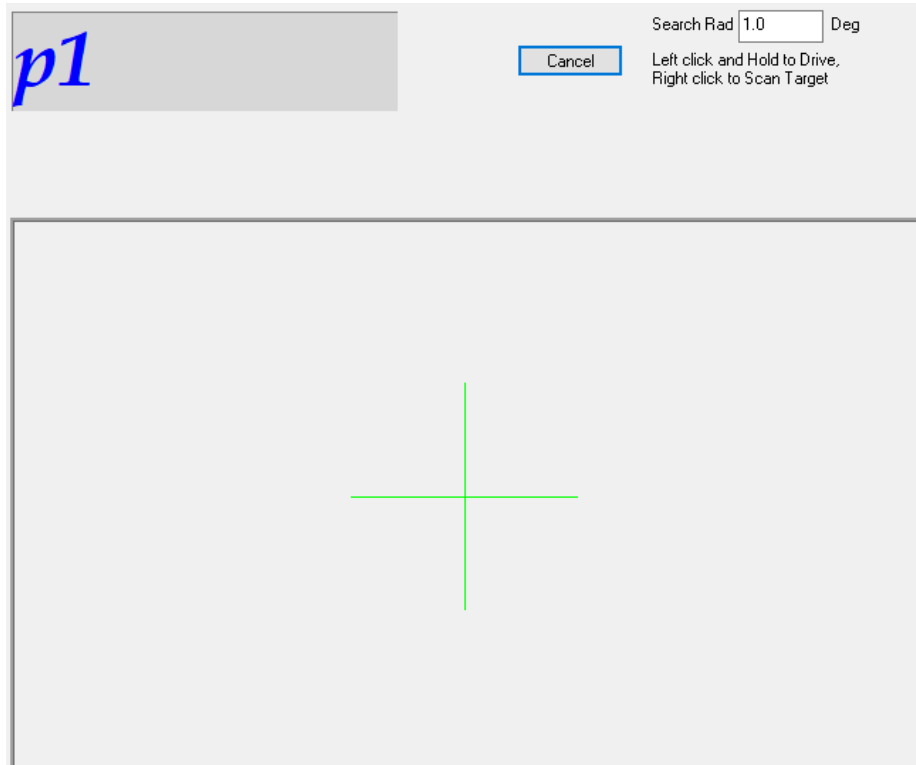 p1
Cancel
Search Rad 1.0 Deg
Left click and Hold to Drive,
Right click to Scan Target